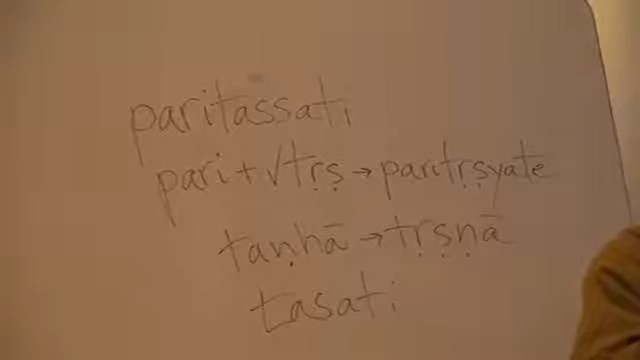 paritassati
pari+√tṛṣ→paritṛṣyate
taṇhā→tṛṣṇā
tasati